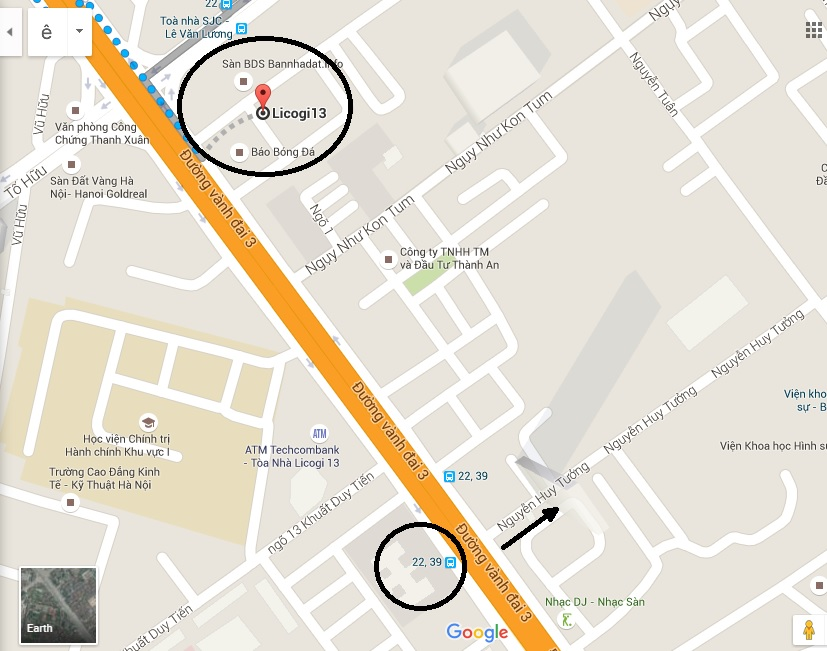 22
Toà nhà SJC -
Lê Văn Lương
ê
Sàn BDS Bannhadat.info
Licogi13
Báo Bóng Đá
Nguyễn Tuân
Vũ Hữu
Văn phòng Công
Chứng Thanh Xuân
Tố Hữu
Sàn Đất Vàng Hà
Nội- Hanoi Goldreal
Vũ Hữu
Đường vành đai 3
Ngụy Như Kon Tum
Ngõ 1
Ngụy Như Kon Tum
Công ty TNHH TM
và Đầu Tư Thành An
Nguyễn Huy Tưởng
Đường vành đai 3
Nguyễn Huy Tưởng
Viện kho
sự - B
Học viện Chính trị
Hành chính Khu vực I
ATM
ATM Techcombank
- Tòa Nhà Licogi 13
Viện Khoa học Hình sự
Trường Cao Đẳng Kinh
Tế - Kỹ Thuật Hà Nội
22, 39
Nguyễn Huy Tưởng
ngõ 13 Khuất Duy Tiến
Đường vành đai 3
22, 39
Nhạc DJ - Nhạc Sàn
Earth
Khuất Duy Tiến
Google